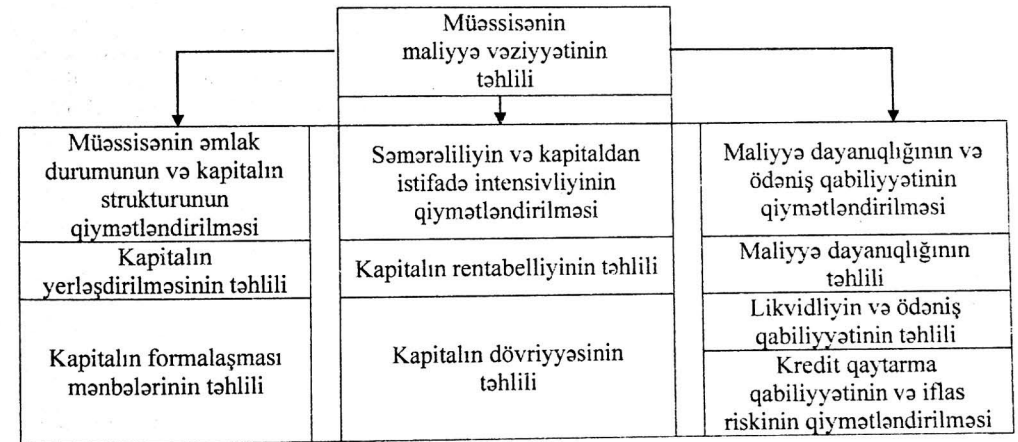 Müəssisənin
maliyyə vəziyyətinin
təhlili
Müəssisənin əmlak
durumunun və kapitalın
strukturunun
qiymətləndirilməsi
Kapitalın
yerləşdirilməsinin təhlili
Kapitalın formalaşması
mənbələrinin təhlili
Səmərəliliyin və kapitaldan
istifadə intensivliyinin
qiymətləndirilməsi
Kapitalın rentabelliyinin təhlili
Kapitalın dövriyyəsinin
təhlili
Maliyyə dayanıqlığının və
ödəniş qabiliyyətinin
qiymətləndirilməsi
Maliyyə dayanıqlığının
təhlili
Likvidliyin və ödəniş
qabiliyyətinin təhlili
Kredit qaytarma
qabiliyyətinin və iflas
riskinin qiymətləndirilməsi